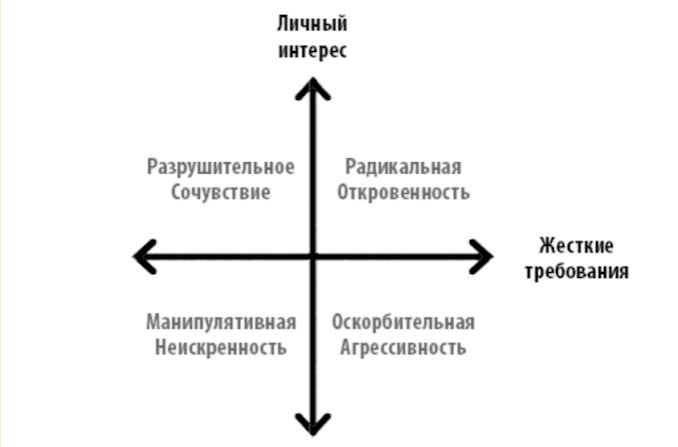 Личный
интерес
Разрушительное
Сочувствие
Радикальная
Откровенность
Жесткие
требования
Манипулятивная
Неискренность
Оскорбительная
Агрессивность